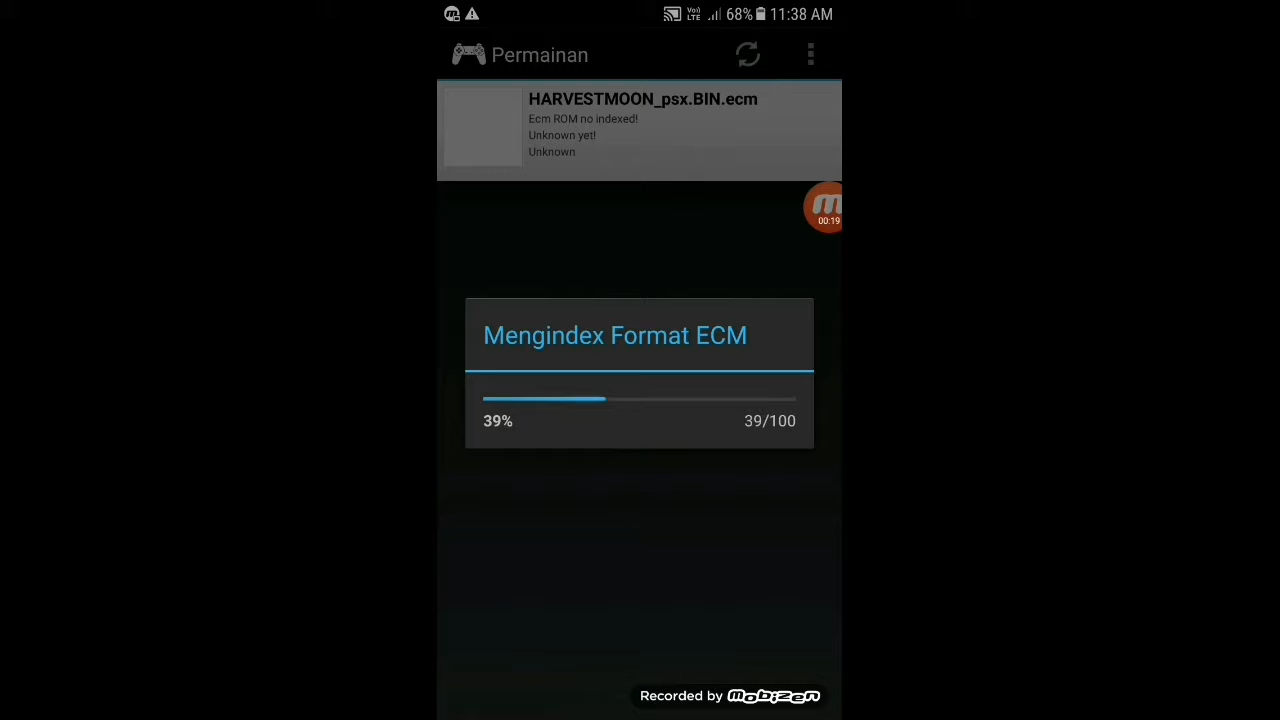 68% 11:38 AM
Permainan
HARVESTMOON_psx.BIN.ecm
Ecm ROM no indexed!
Unknown yet!
Unknown
00:19
Mengindex Format ECM
39% 39/100
Recorded by mobizen